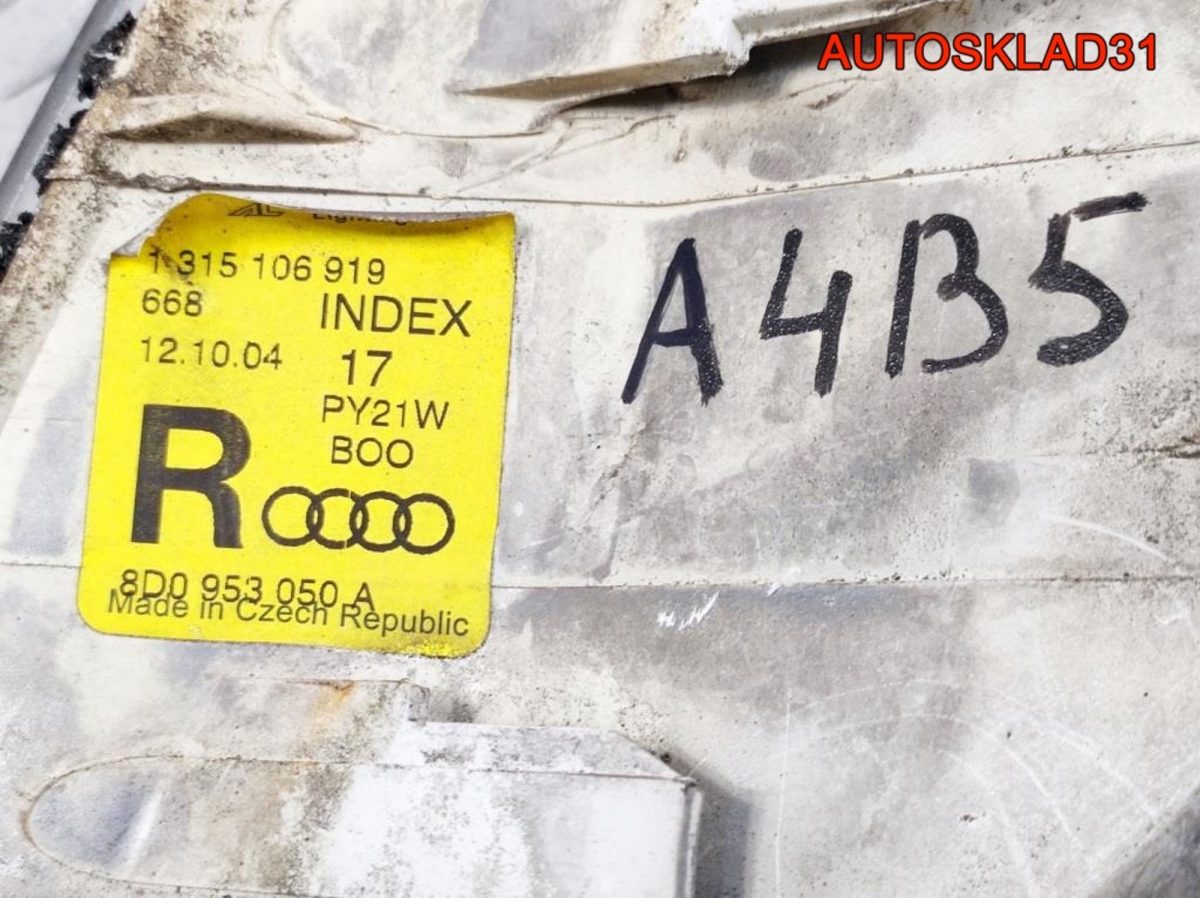 AUTOSKLAD31
Lighting
1 315 106 919
668
INDEX
12.10.04
17
PY21W
BOO
R
8D0 953 050 A
Made in Czech Republic
A4B5